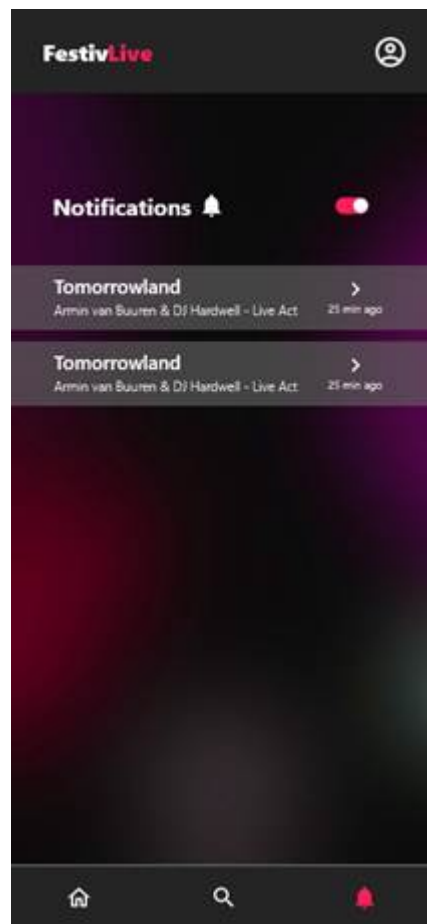 FestivLive
Notifications
Tomorrowland
Armin van Buuren & DJ Hardwell - Live Act
25 min ago
Tomorrowland
Armin van Buuren & DJ Hardwell - Live Act
25 min ago